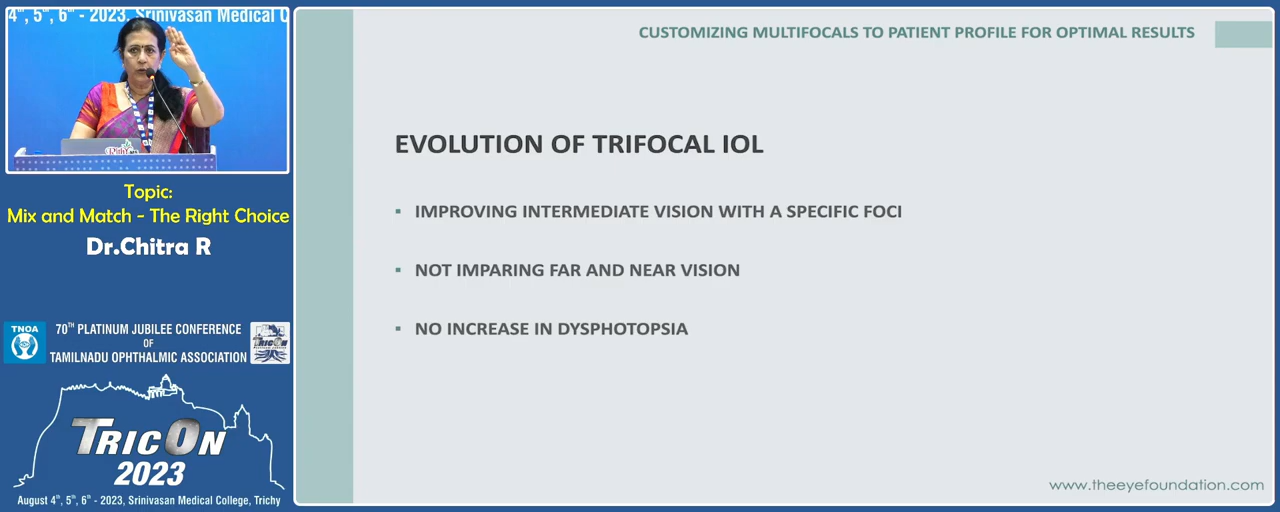 4th, 5th, 6th - 2023, Srinivasan Medical C
Topic:
Mix and Match - The Right Choice
Dr.Chitra R
TNOA
70TH PLATINUM JUBILEE CONFERENCE
OF
TAMILNADU OPHTHALMIC ASSOCIATION
TRICON
TRICON
2023
August 4th, 5th, 6th - 2023, Srinivasan Medical College, Trichy
CUSTOMIZING MULTIFOCALS TO PATIENT PROFILE FOR OPTIMAL RESULTS
EVOLUTION OF TRIFOCAL IOL
▪ IMPROVING INTERMEDIATE VISION WITH A SPECIFIC FOCI
▪ NOT IMPARING FAR AND NEAR VISION
▪ NO INCREASE IN DYSPHOTOPSIA
www.theeyefoundation.com